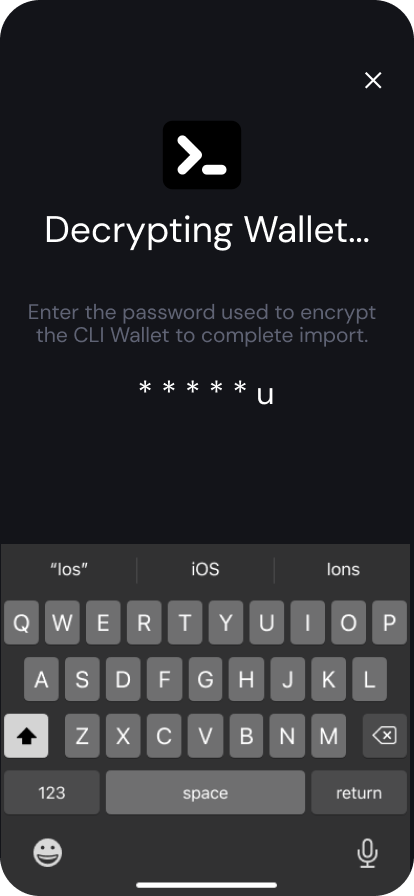 >_
Decrypting Wallet...
Enter the password used to encrypt
the CLI Wallet to complete import.
* * * * * u
“Ios” iOS Ions
Q W E R T Y U I O P
A S D F G H J K L
Z X C V B N M
123 space return